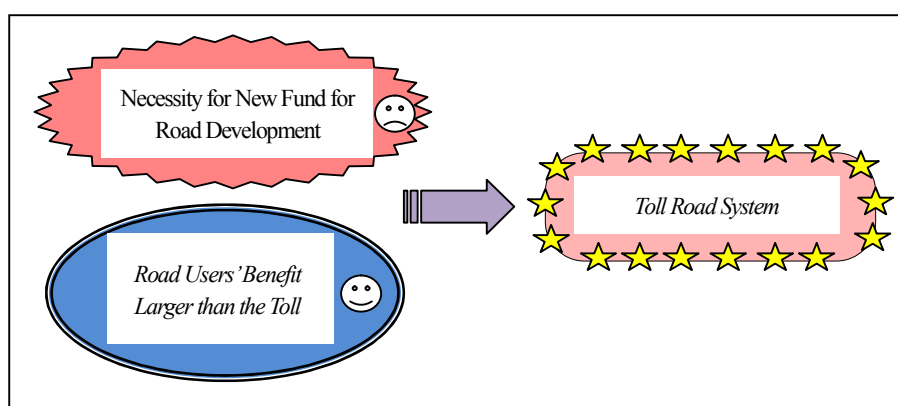 Necessity for New Fund for
Road Development
Road Users' Benefit
Larger than the Toll
Toll Road System